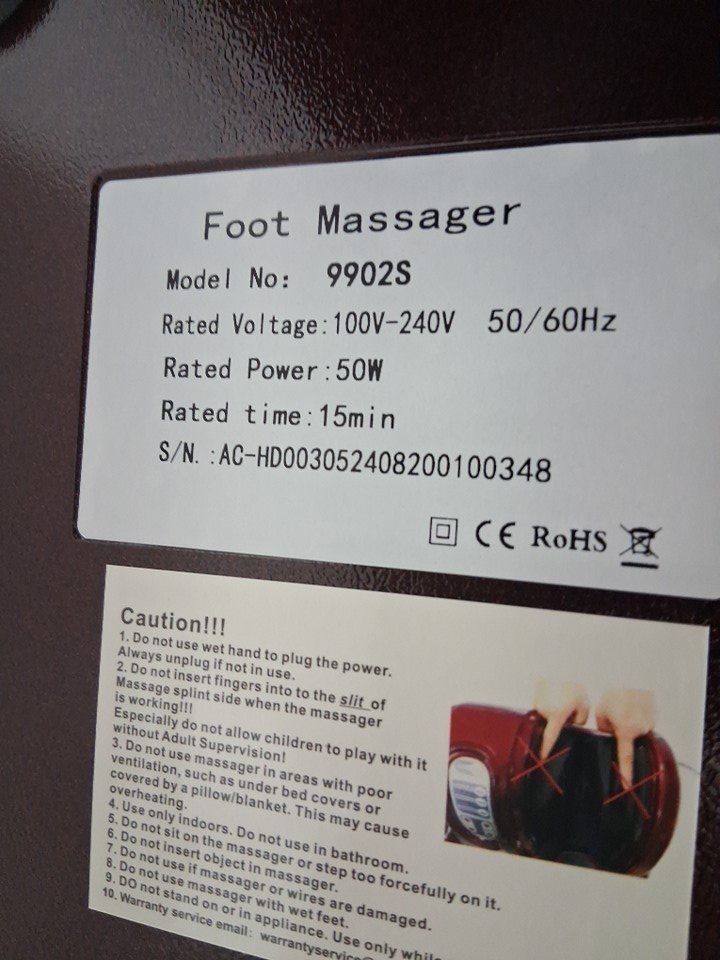 Foot Massager
Model No: 9902S
Rated Voltage:100V-240V 50/60Hz
Rated Power:50W
Rated time:15min
S/N.:AC-HD003052408200100348
CE RoHS
Caution!!!
1. Do not use wet hand to plug the power.
Always unplug if not in use.
2. Do not insert fingers into to the slit of
Massage splint side when the massager
is working!!!
Especially do not allow children to play with it
without Adult Supervision!
3. Do not use massager in areas with poor
ventilation, such as under bed covers or
covered by a pillow/blanket. This may cause
overheating.
4. Use only indoors. Do not use in bathroom.
5. Do not sit on the massager or step too forcefully on it.
6. Do not insert object in massager.
7. Do not use if massager or wires are damaged.
8. Do not use massager with wet feet.
9. DO not stand on or in appliance. Use only while
10. Warranty service email: warrantyservice